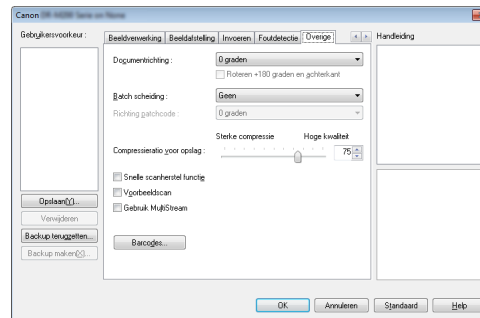 Canon
Gebruikersvoorkeur :
Beeldverwerking Beeldafstelling Invoeren Foutdetectie Overige
Handleiding
Documentrichting : 0 graden
Roteren +180 graden en achterkant
Batch scheiding : Geen
Richting patchcode : 0 graden
Sterke compressie Hoge kwaliteit
Compressieratio voor opslag : 75
Snelle scanherstel functie
Voorbeeldscan
Gebruik MultiStream
Opslaan(Y)...
Verwijderen
Backup terugzetten...
Backup maken(X)...
Barcodes...
OK Annuleren Standaard Help